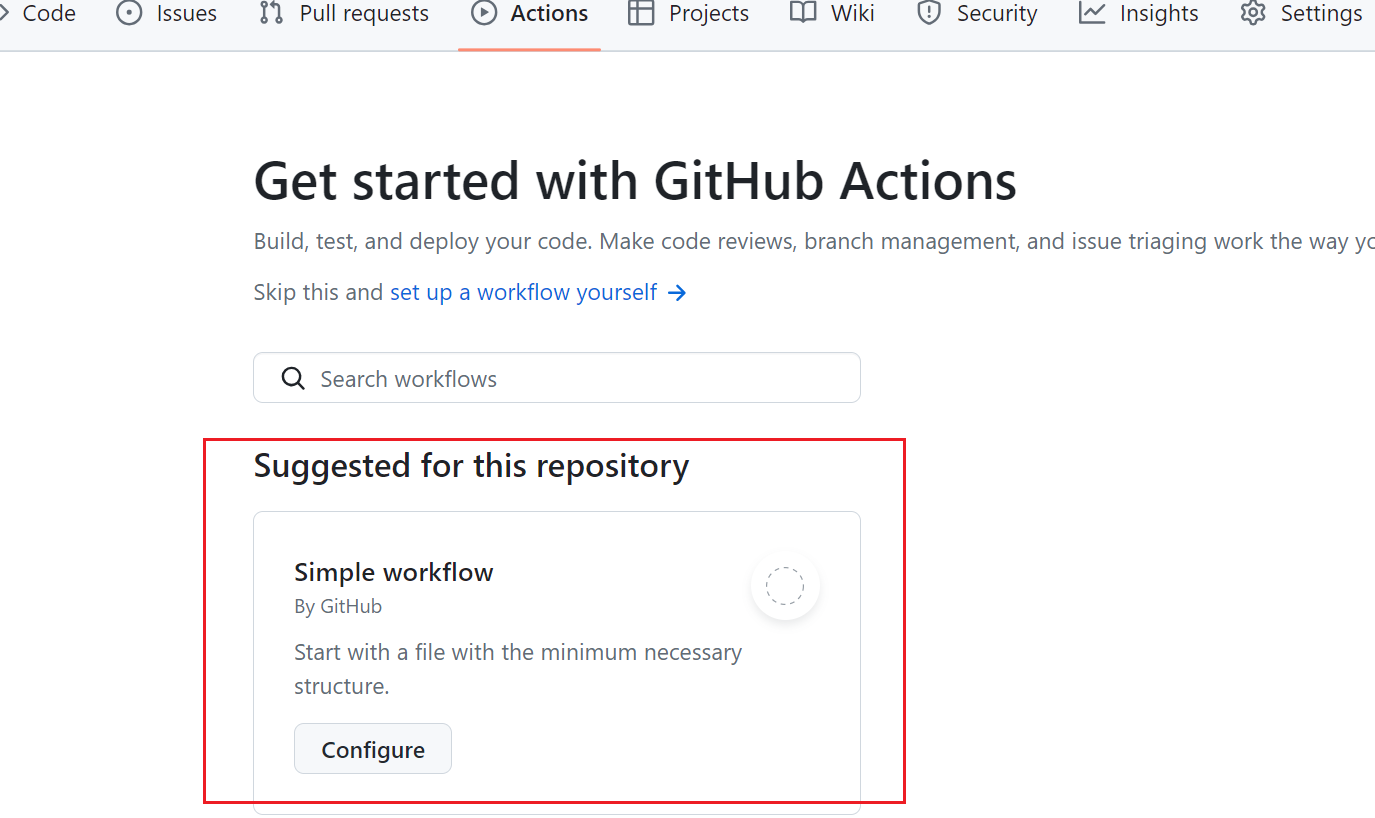 Code Issues Pull requests Actions Projects Wiki Security Insights Settings
Get started with GitHub Actions
Build, test, and deploy your code. Make code reviews, branch management, and issue triaging work the way
Skip this and set up a workflow yourself →
Search workflows
Suggested for this repository
Simple workflow
By GitHub
Start with a file with the minimum necessary
structure.
Configure